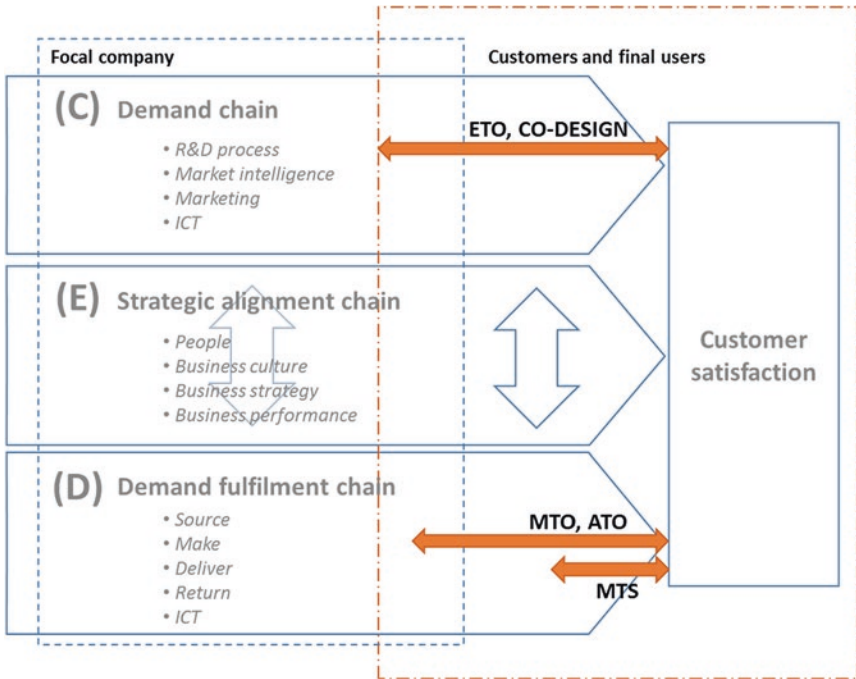 Focal company
Customers and final users
(C) Demand chain
• R&D process
• Market intelligence
• Marketing
• ICT
ETO, CO-DESIGN
(E) Strategic alignment chain
• People
• Business culture
• Business strategy
• Business performance
Customer
satisfaction
(D) Demand fulfilment chain
• Source
• Make
• Deliver
• Return
• ICT
MTO, ATO
MTS